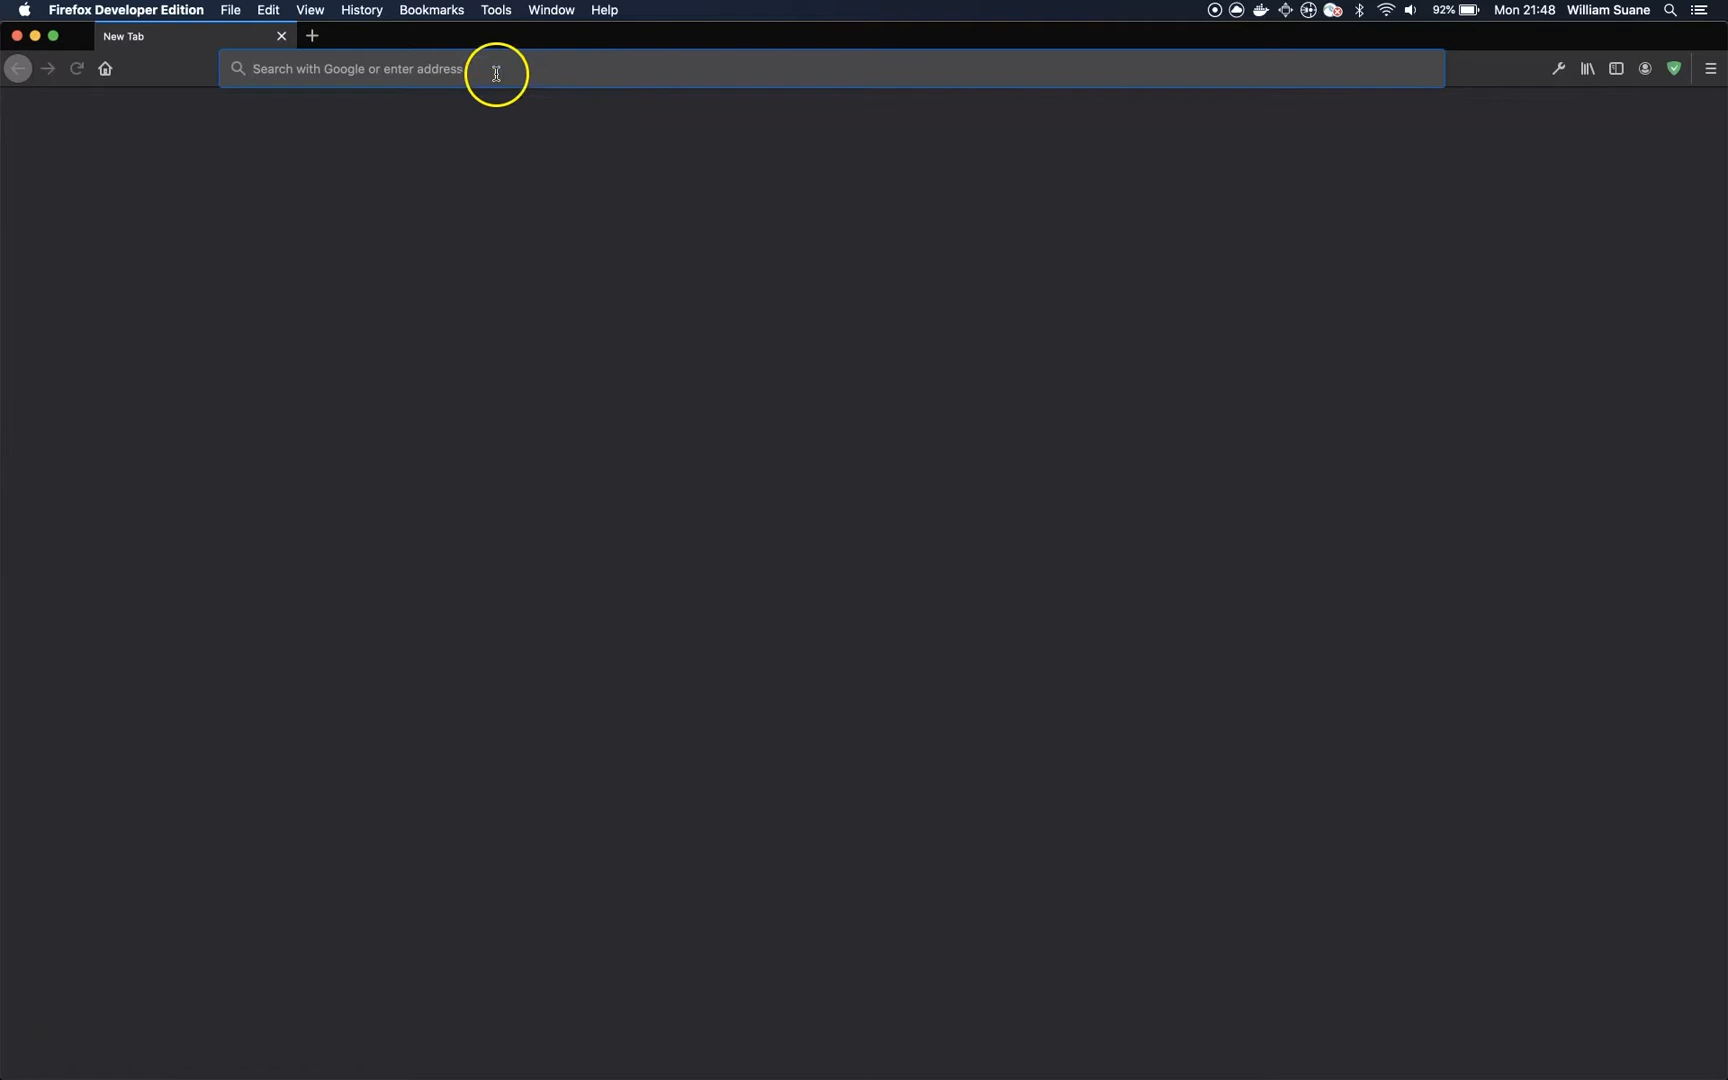 Firefox Developer Edition File Edit View History Bookmarks Tools Window Help 92% Mon 21:48 William Suane
New Tab
Search with Google or enter address